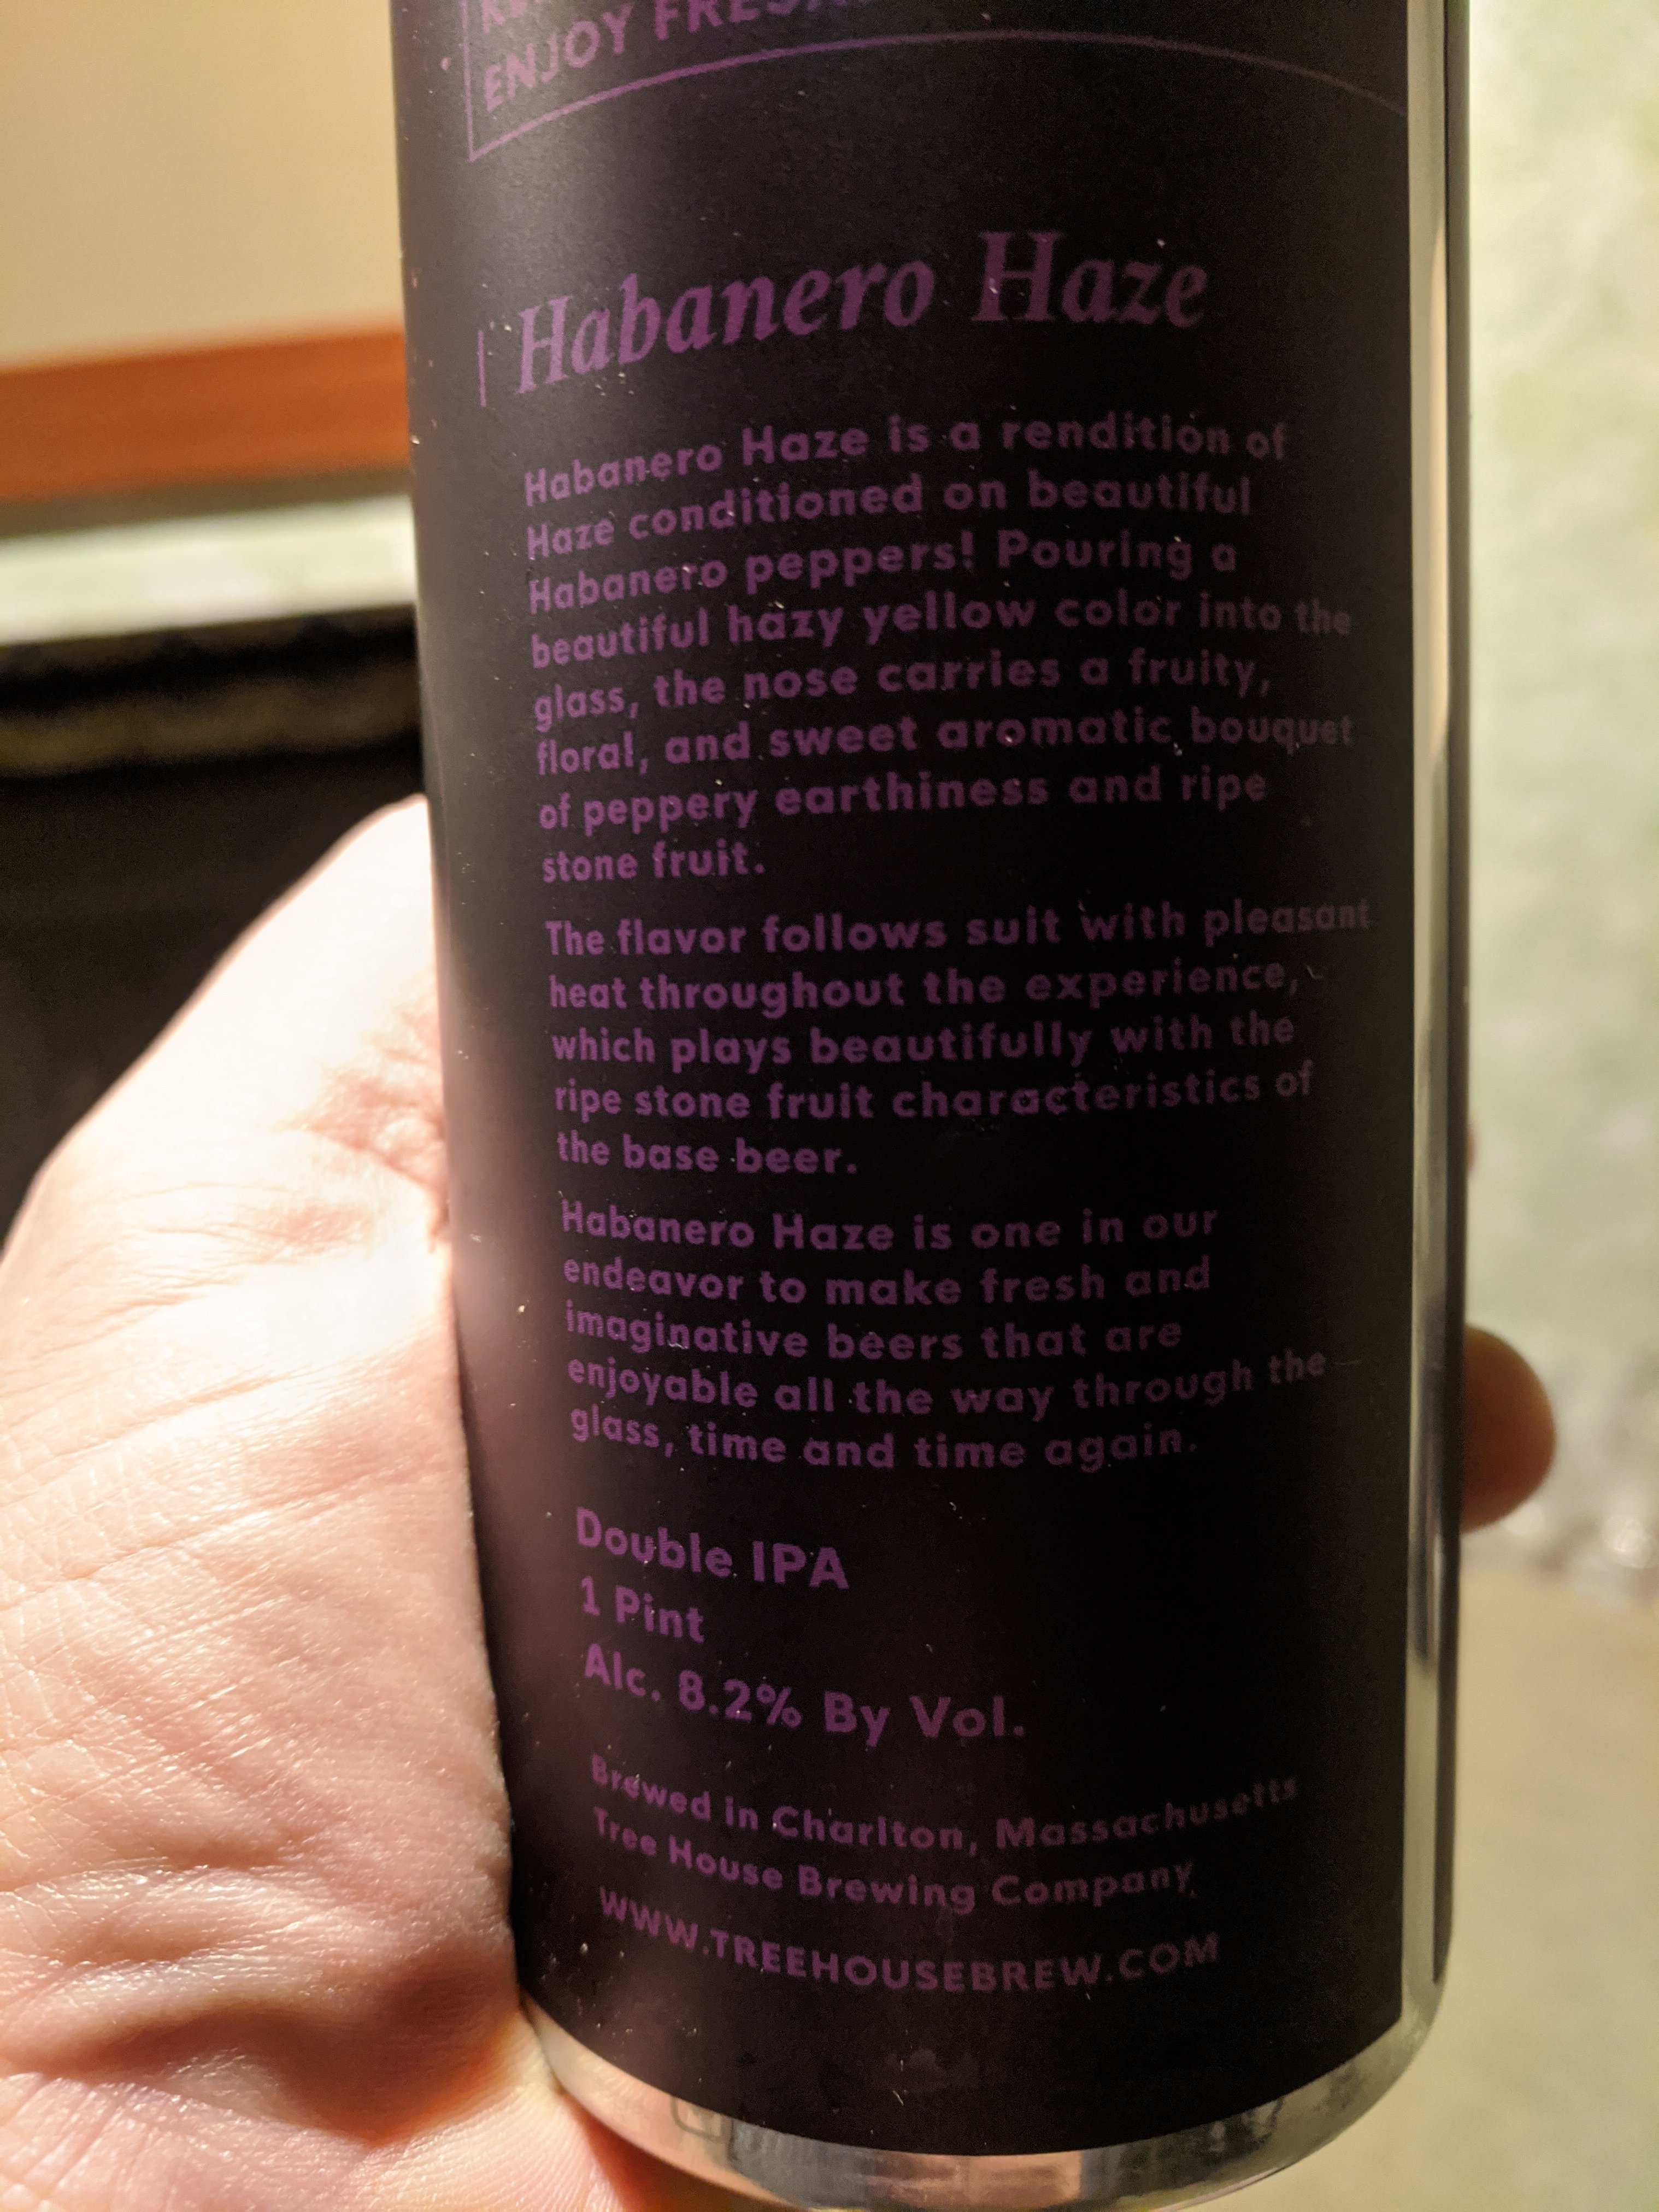 ENJOY FRESH
Habanero Haze
Habanero Haze is a rendition of
Haze conditioned on beautiful
Habanero peppers! Pouring a
beautiful hazy yellow color into the
glass, the nose carries a fruity,
floral, and sweet aromatic bouquet
of peppery earthiness and ripe
stone fruit.
The flavor follows suit with pleasant
heat throughout the experience,
which plays beautifully with the
ripe stone fruit characteristics of
the base beer.
Habanero Haze is one in our
endeavor to make fresh and
imaginative beers that are
enjoyable all the way through the
glass, time and time again.
Double IPA
1 Pint
Alc. 8.2% By Vol.
Brewed in Charlton, Massachusetts
Tree House Brewing Company
WWW.TREEHOUSEBREW.COM